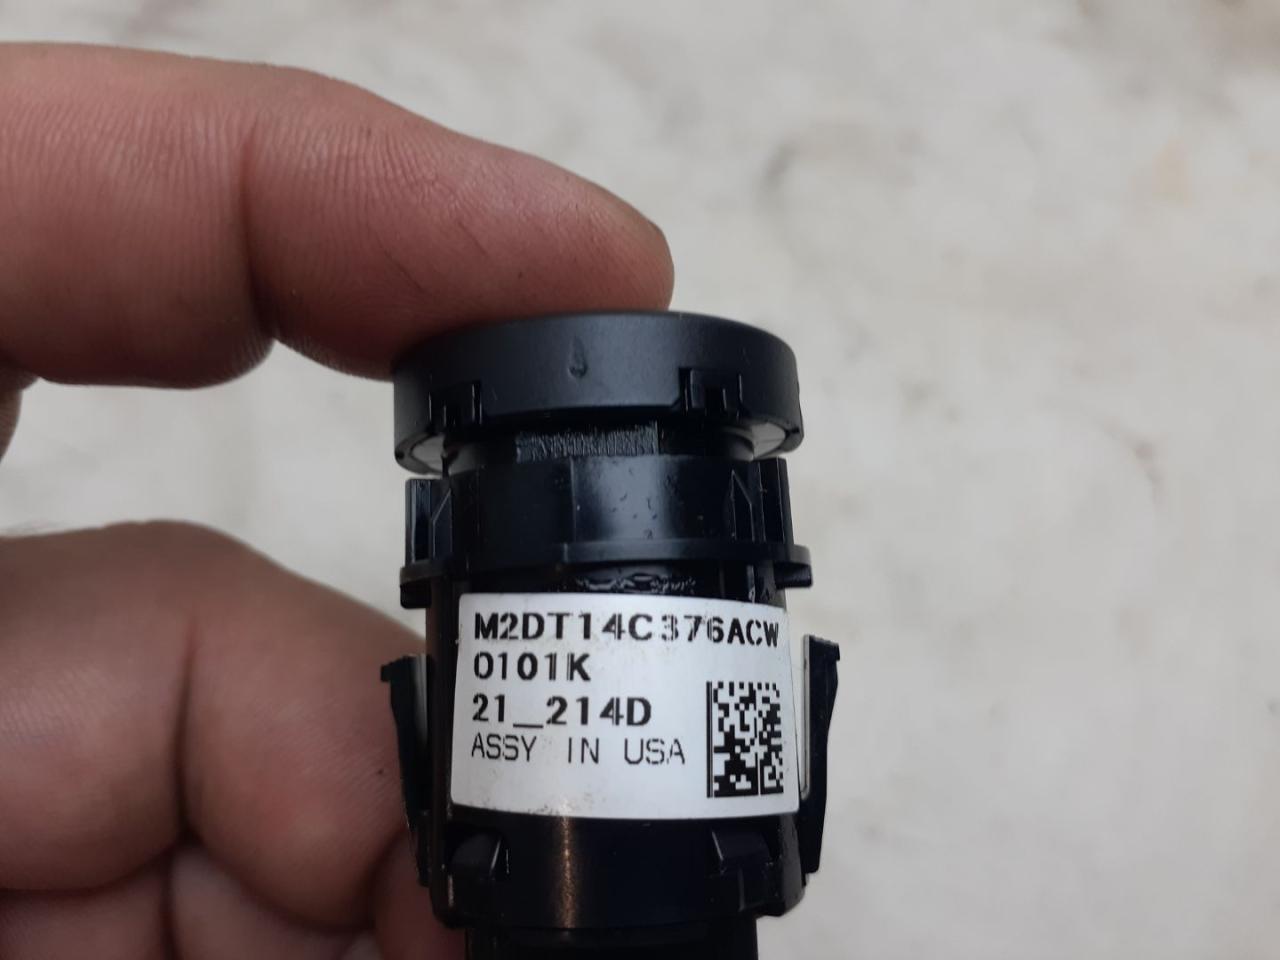 M2DT14C376ACW
0101K
21_214D
ASSY IN USA